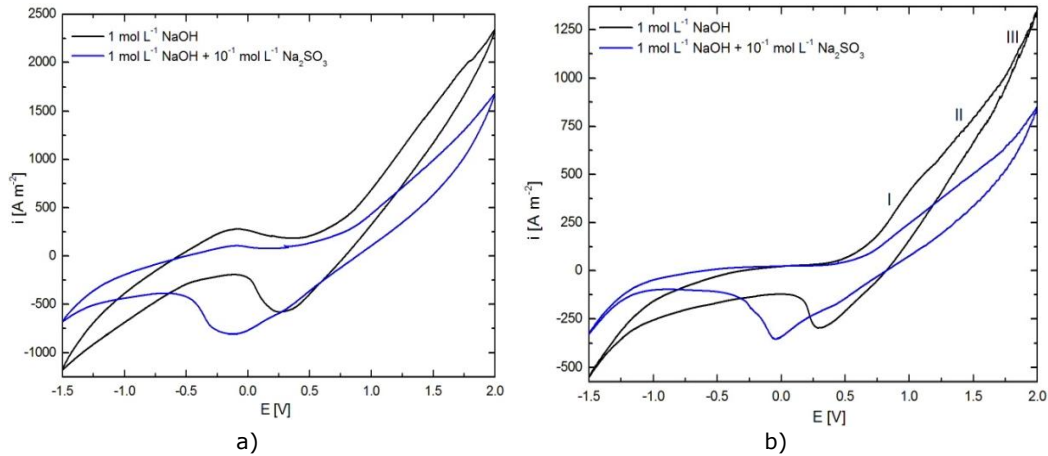 1 mol L⁻¹ NaOH
1 mol L⁻¹ NaOH + 10⁻¹ mol L⁻¹ Na₂SO₃
2500
2000
1500
1000
500
0
-500
-1000
i [A m⁻²]
-1.5 -1.0 -0.5 0.0 0.5 1.0 1.5 2.0
E [V]
a)
1 mol L⁻¹ NaOH
1 mol L⁻¹ NaOH + 10⁻¹ mol L⁻¹ Na₂SO₃
III
II
I
1250
1000
750
500
250
0
-250
-500
i [A m⁻²]
-1.5 -1.0 -0.5 0.0 0.5 1.0 1.5 2.0
E [V]
b)